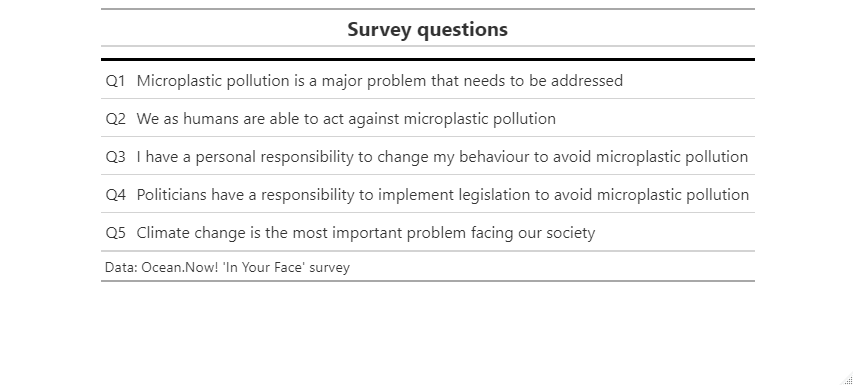 Survey questions
Q1 Microplastic pollution is a major problem that needs to be addressed
Q2 We as humans are able to act against microplastic pollution
Q3 I have a personal responsibility to change my behaviour to avoid microplastic pollution
Q4 Politicians have a responsibility to implement legislation to avoid microplastic pollution
Q5 Climate change is the most important problem facing our society
Data: Ocean.Now! 'In Your Face' survey